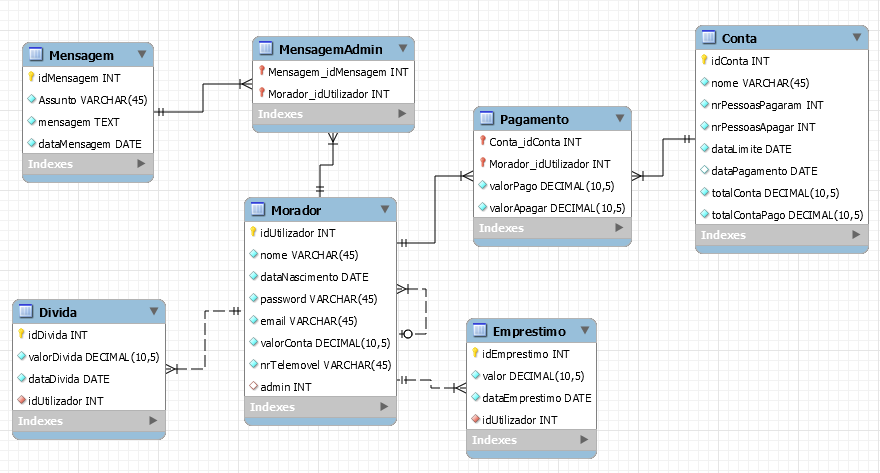 Mensagem
idMensagem INT
Assunto VARCHAR(45)
mensagem TEXT
dataMensagem DATE
Indexes
MensagemAdmin
Mensagem_idMensagem INT
Morador_idUtilizador INT
Indexes
Pagamento
Conta_idConta INT
Morador_idUtilizador INT
valorPago DECIMAL(10,5)
valorApagar DECIMAL(10,5)
Indexes
Conta
idConta INT
nome VARCHAR(45)
nrPessoasPagaram INT
nrPessoasApagar INT
dataLimite DATE
dataPagamento DATE
totalConta DECIMAL(10,5)
totalContaPago DECIMAL(10,5)
Indexes
Morador
idUtilizador INT
nome VARCHAR(45)
dataNascimento DATE
password VARCHAR(45)
email VARCHAR(45)
valorConta DECIMAL(10,5)
nrTelemovel VARCHAR(45)
admin INT
Indexes
Divida
idDivida INT
valorDivida DECIMAL(10,5)
dataDivida DATE
idUtilizador INT
Indexes
Emprestimo
idEmprestimo INT
valor DECIMAL(10,5)
dataEmprestimo DATE
idUtilizador INT
Indexes